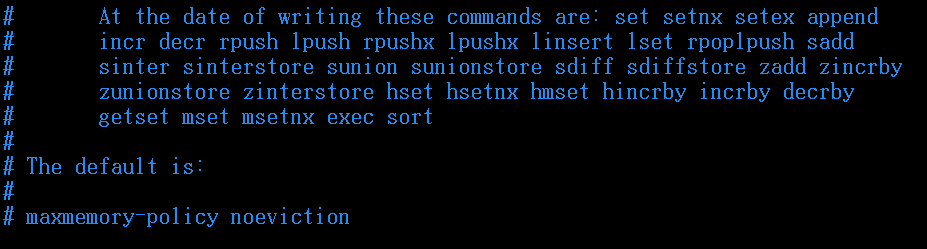 #       At the date of writing these commands are: set setnx setex append
#       incr decr rpush lpush rpushx lpushx linsert lset rpoplpush sadd
#       sinter sinterstore sunion sunionstore sdiff sdiffstore zadd zincrby
#       zunionstore zinterstore hset hsetnx hmset hincrby incrby decrby
#       getset mset msetnx exec sort
#
# The default is:
#
# maxmemory-policy noeviction